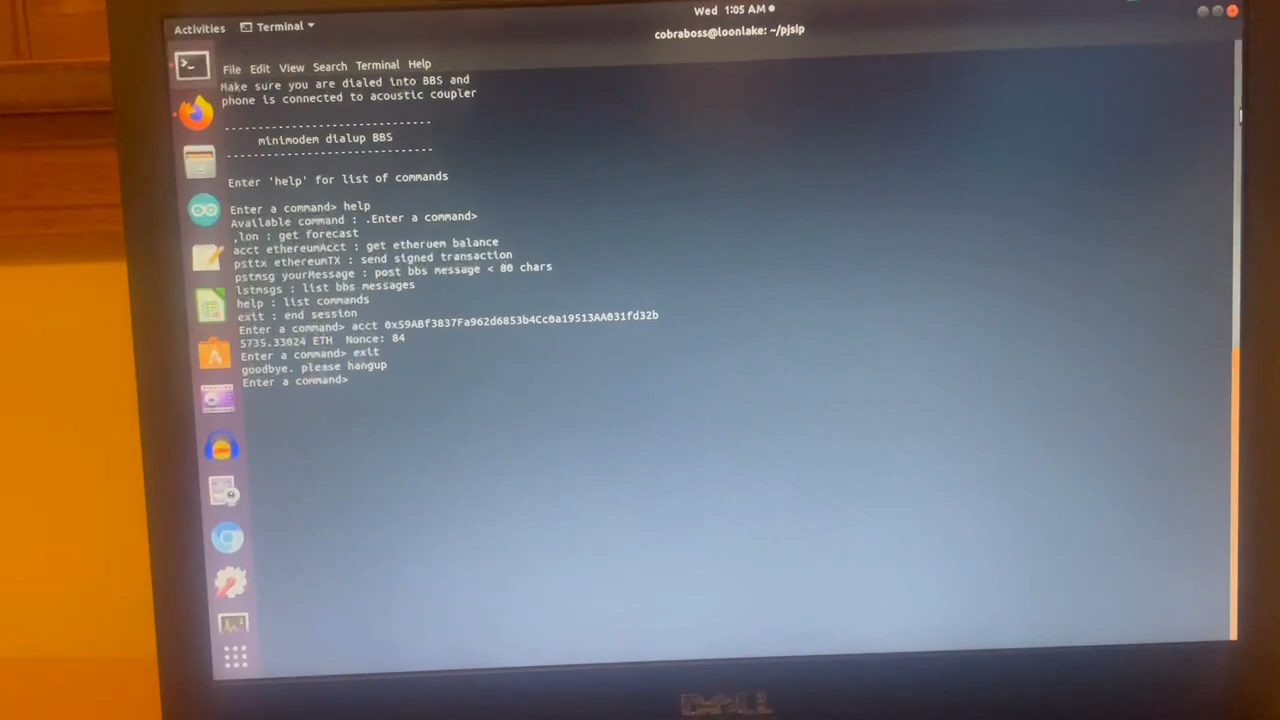 Wed 1:05 AM
Activities Terminal
cobraboss@loonlake: ~/pjsip
File Edit View Search Terminal Help
Make sure you are dialed into BBS and
phone is connected to acoustic coupler
-------------------------------
minimodem dialup BBS
-------------------------------
Enter 'help' for list of commands
Enter a command> help
Available command : .Enter a command>
,lon : get forecast
acct ethereumAcct : get etheruem balance
psttx ethereumTX : send signed transaction
pstmsg yourMessage : post bbs message < 80 chars
lstmsgs : list bbs messages
help : list commands
exit : end session
Enter a command> acct 0x59ABf3837Fa962d6853b4Cc0a19513AA031fd32b
5735.33024 ETH Nonce: 84
Enter a command> exit
goodbye. please hangup
Enter a command>
DELL